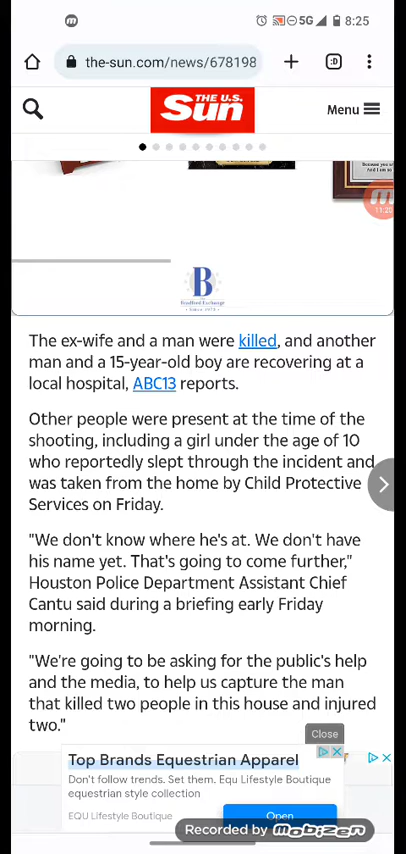 8:25
5G
the-sun.com/news/678198
THE U.S.
Sun
Menu
11:20
B
Bradford Exchange
The ex-wife and a man were killed, and another
man and a 15-year-old boy are recovering at a
local hospital, ABC13 reports.
Other people were present at the time of the
shooting, including a girl under the age of 10
who reportedly slept through the incident and
was taken from the home by Child Protective
Services on Friday.
"We don't know where he's at. We don't have
his name yet. That's going to come further,"
Houston Police Department Assistant Chief
Cantu said during a briefing early Friday
morning.
"We're going to be asking for the public's help
and the media, to help us capture the man
that killed two people in this house and injured
two."
Close
Top Brands Equestrian Apparel
Don't follow trends. Set them. Equ Lifestyle Boutique
equestrian style collection
EQU Lifestyle Boutique
Open
Recorded by mobizen